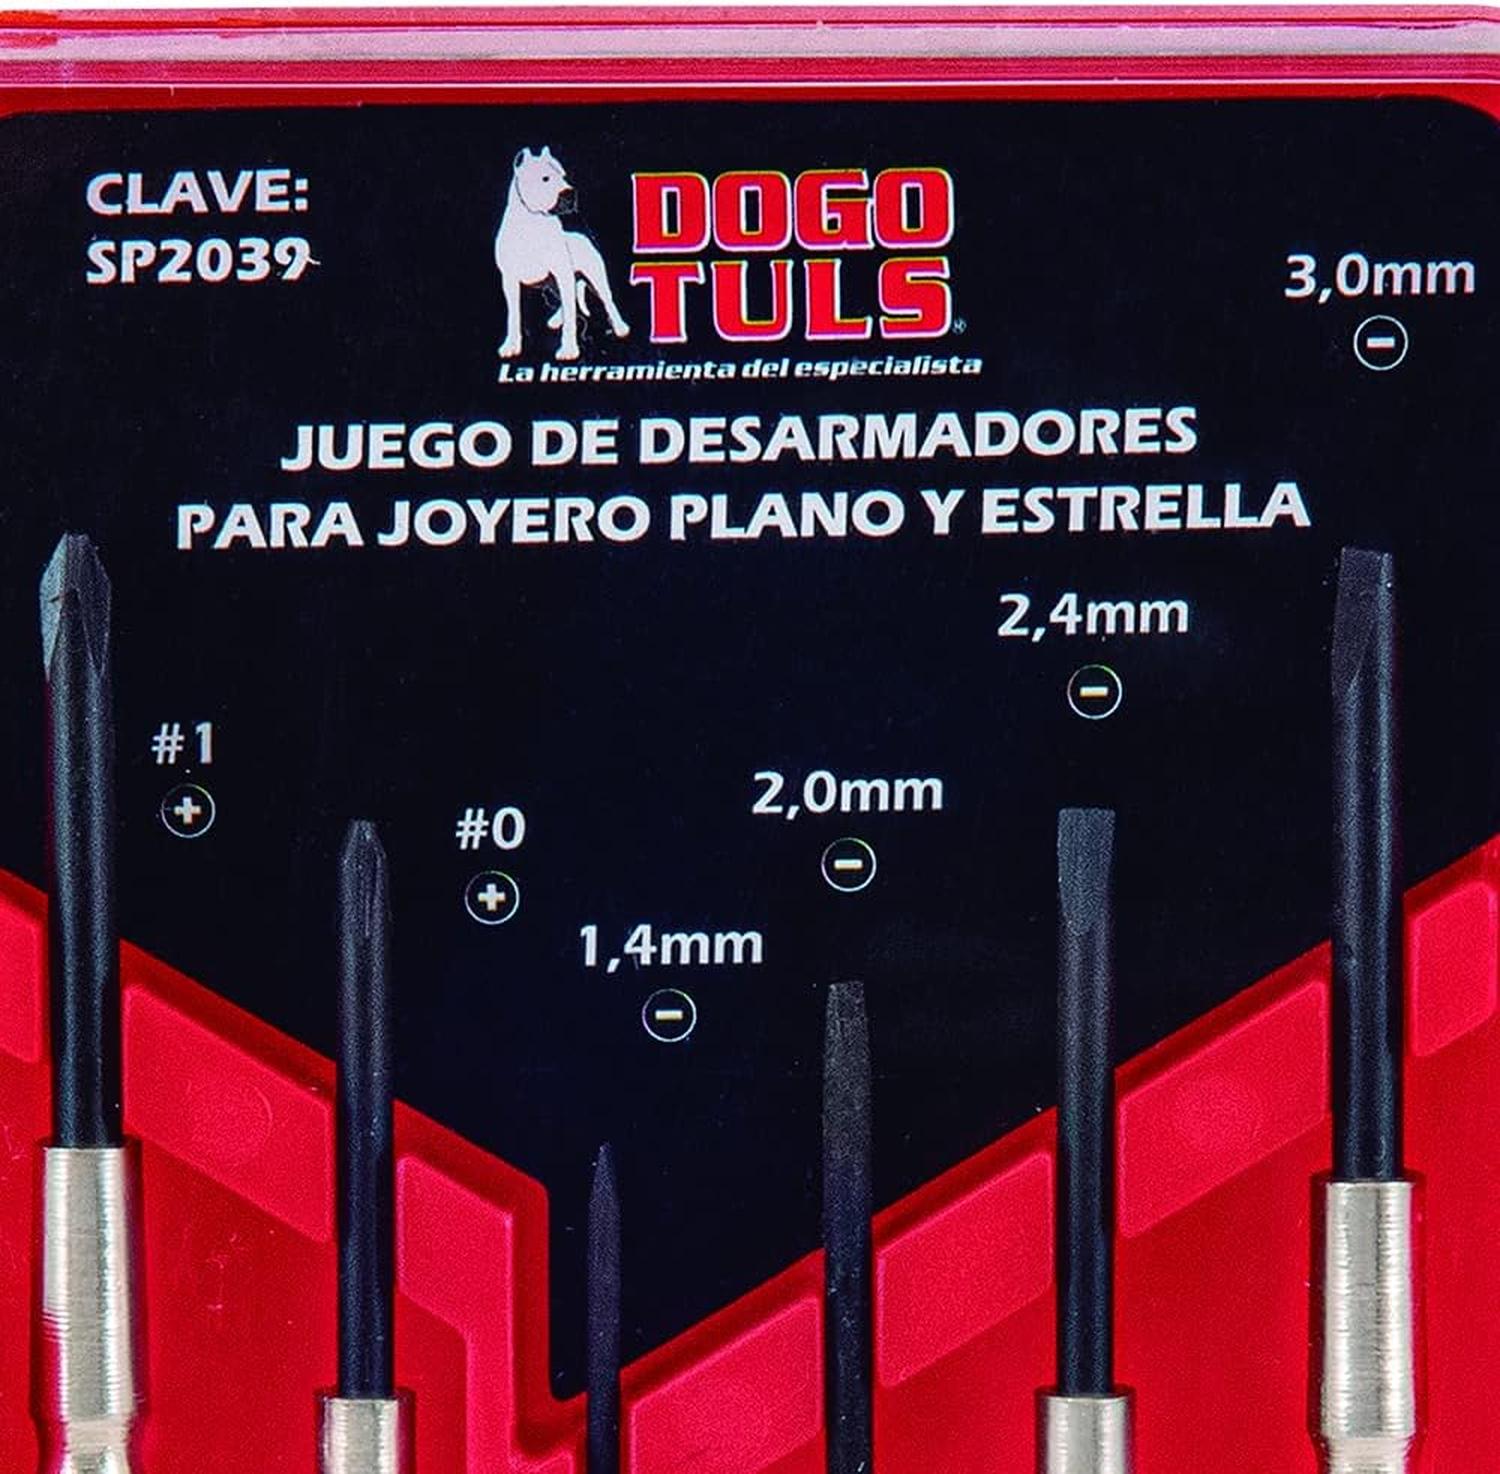 CLAVE:
SP2039
DOGO
TULS®
La herramienta del especialista
JUEGO DE DESARMADORES
PARA JOYERO PLANO Y ESTRELLA
3,0mm
2,4mm
#1
2,0mm
#0
1,4mm